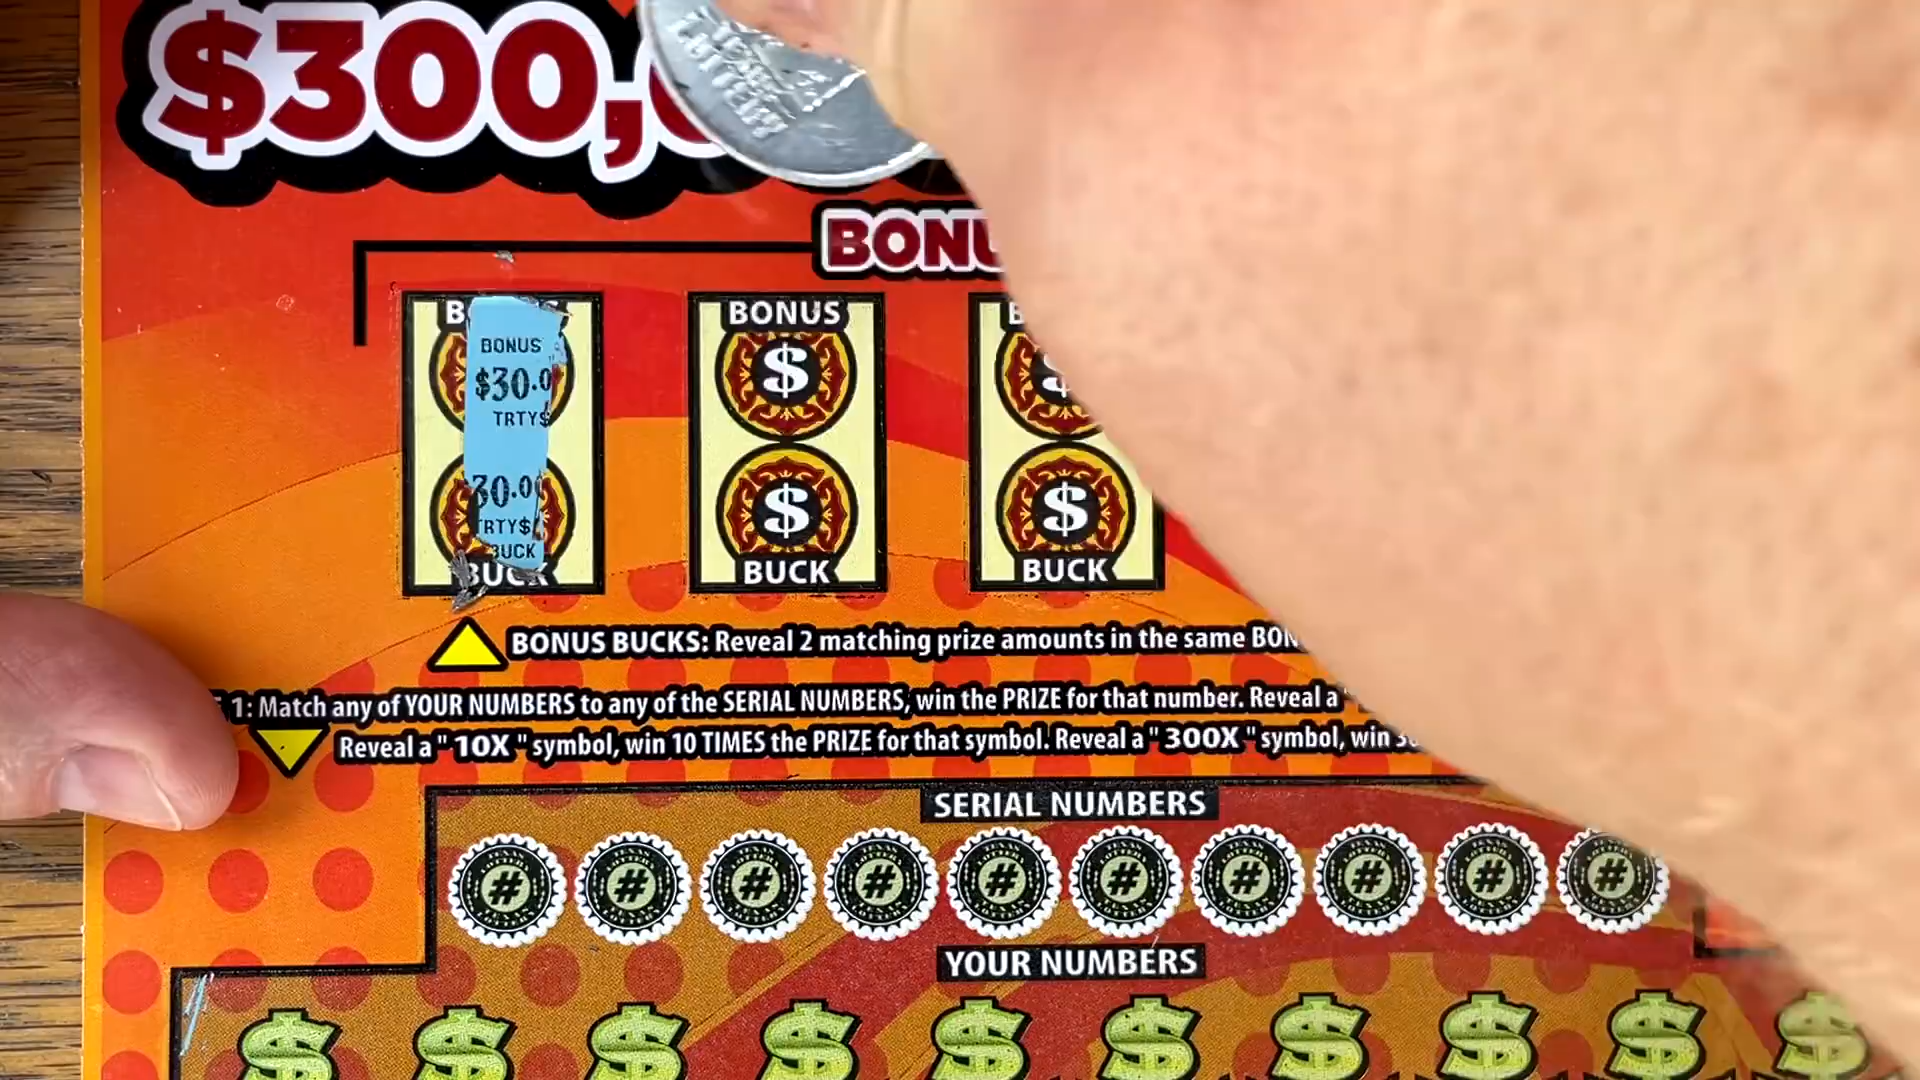 $300,
BONU
BONUS
$30.0
TRTY$
30.00
TRTY$
BUCK
BUCK
BONUS
$
$
BUCK
$
BUCK
BONUS BUCKS: Reveal 2 matching prize amounts in the same BON
1: Match any of YOUR NUMBERS to any of the SERIAL NUMBERS, win the PRIZE for that number. Reveal a "
Reveal a " 10X " symbol, win 10 TIMES the PRIZE for that symbol. Reveal a " 300X " symbol, win
SERIAL NUMBERS
# # # # # # # # # #
YOUR NUMBERS
$ $ $ $ $ $ $ $ $ $